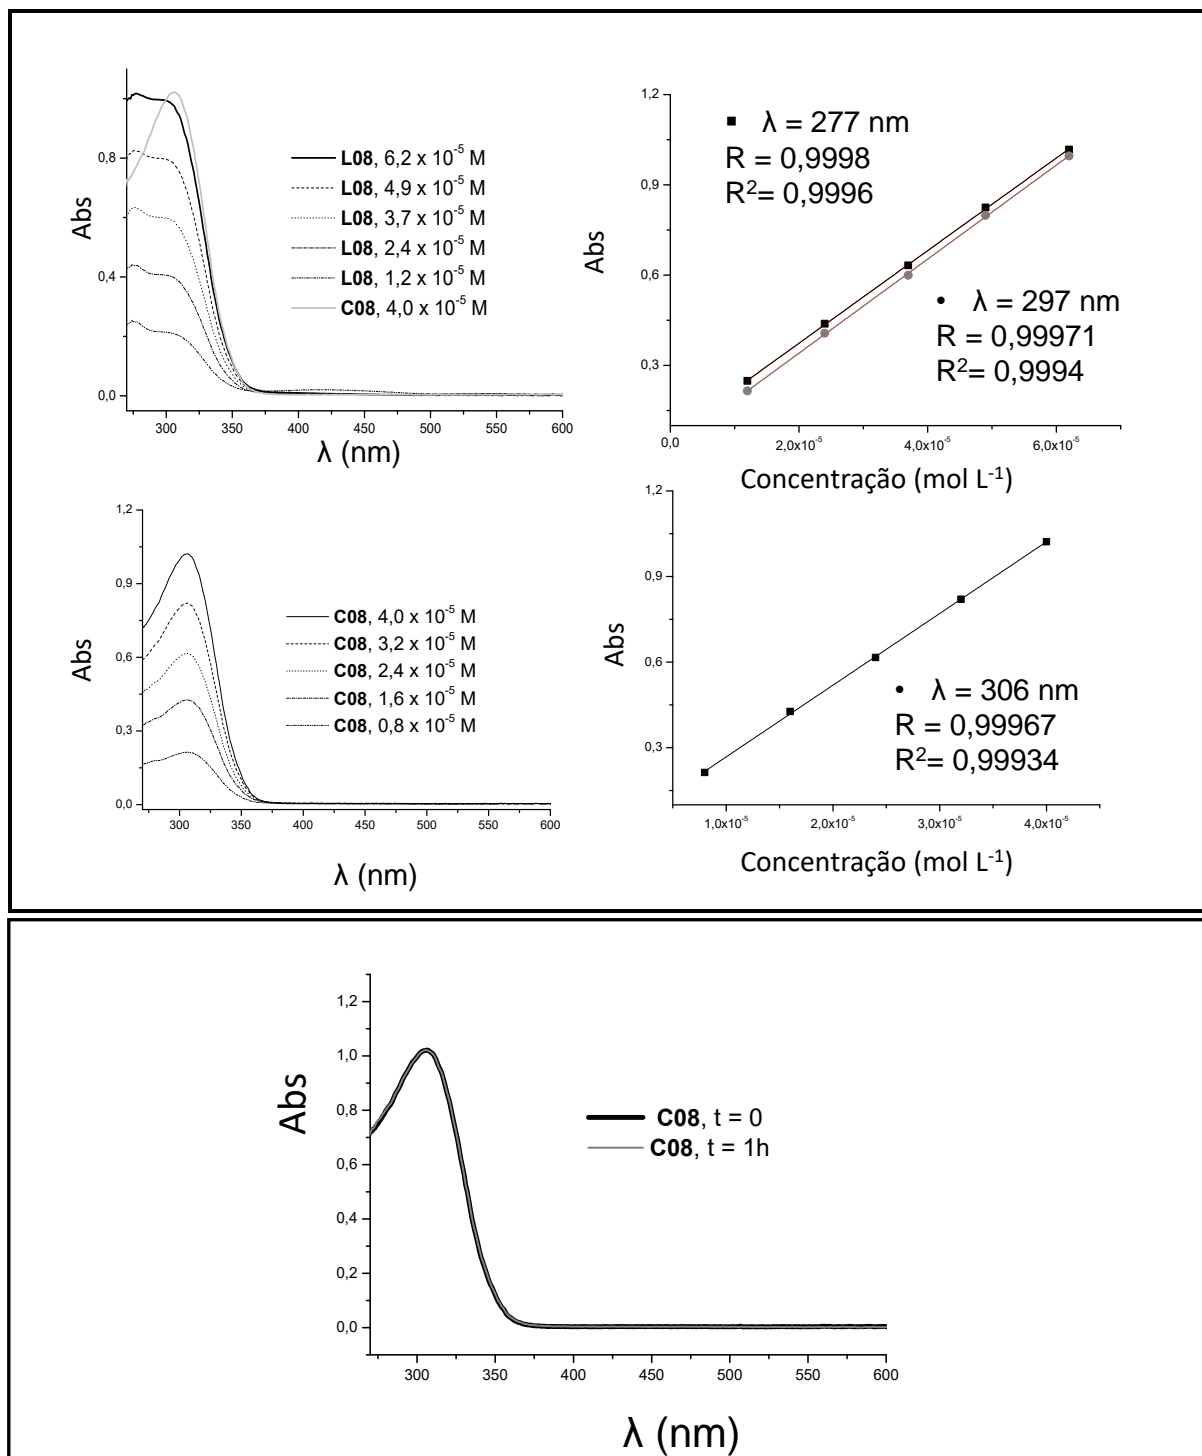 L08, 6,2 x 10⁻⁵ M
L08, 4,9 x 10⁻⁵ M
L08, 3,7 x 10⁻⁵ M
L08, 2,4 x 10⁻⁵ M
L08, 1,2 x 10⁻⁵ M
C08, 4,0 x 10⁻⁵ M
Abs
0,8
0,4
0,0
300 350 400 450 500 550 600
λ (nm)
1,2
0,9
0,6
0,3
Abs
λ = 277 nm
R = 0,9998
R²= 0,9996
λ = 297 nm
R = 0,99971
R²= 0,9994
0,0 2,0x10⁻⁵ 4,0x10⁻⁵ 6,0x10⁻⁵
Concentração (mol L⁻¹)
1,2
0,9
0,6
0,3
0,0
Abs
C08, 4,0 x 10⁻⁵ M
C08, 3,2 x 10⁻⁵ M
C08, 2,4 x 10⁻⁵ M
C08, 1,6 x 10⁻⁵ M
C08, 0,8 x 10⁻⁵ M
300 350 400 450 500 550 600
λ (nm)
1,2
0,9
0,6
0,3
Abs
λ = 306 nm
R = 0,99967
R²= 0,99934
1,0x10⁻⁵ 2,0x10⁻⁵ 3,0x10⁻⁵ 4,0x10⁻⁵
Concentração (mol L⁻¹)
1,2
1,0
0,8
0,6
0,4
0,2
0,0
Abs
C08, t = 0
C08, t = 1h
300 350 400 450 500 550 600
λ (nm)